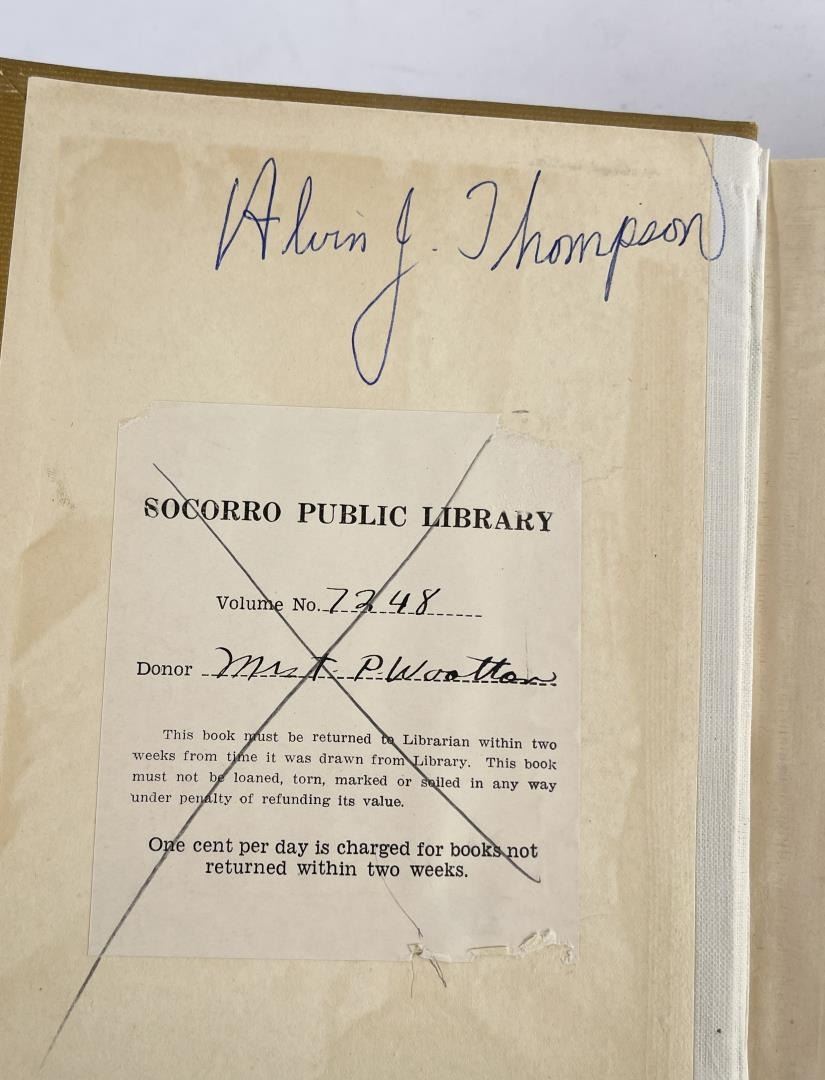 Alvin J. Thompson
SOCORRO PUBLIC LIBRARY
Volume No. 7248
Donor Mrs T. P. Wootton
This book must be returned to Librarian within two
weeks from time it was drawn from Library. This book
must not be loaned, torn, marked or soiled in any way
under penalty of refunding its value.
One cent per day is charged for books not
returned within two weeks.